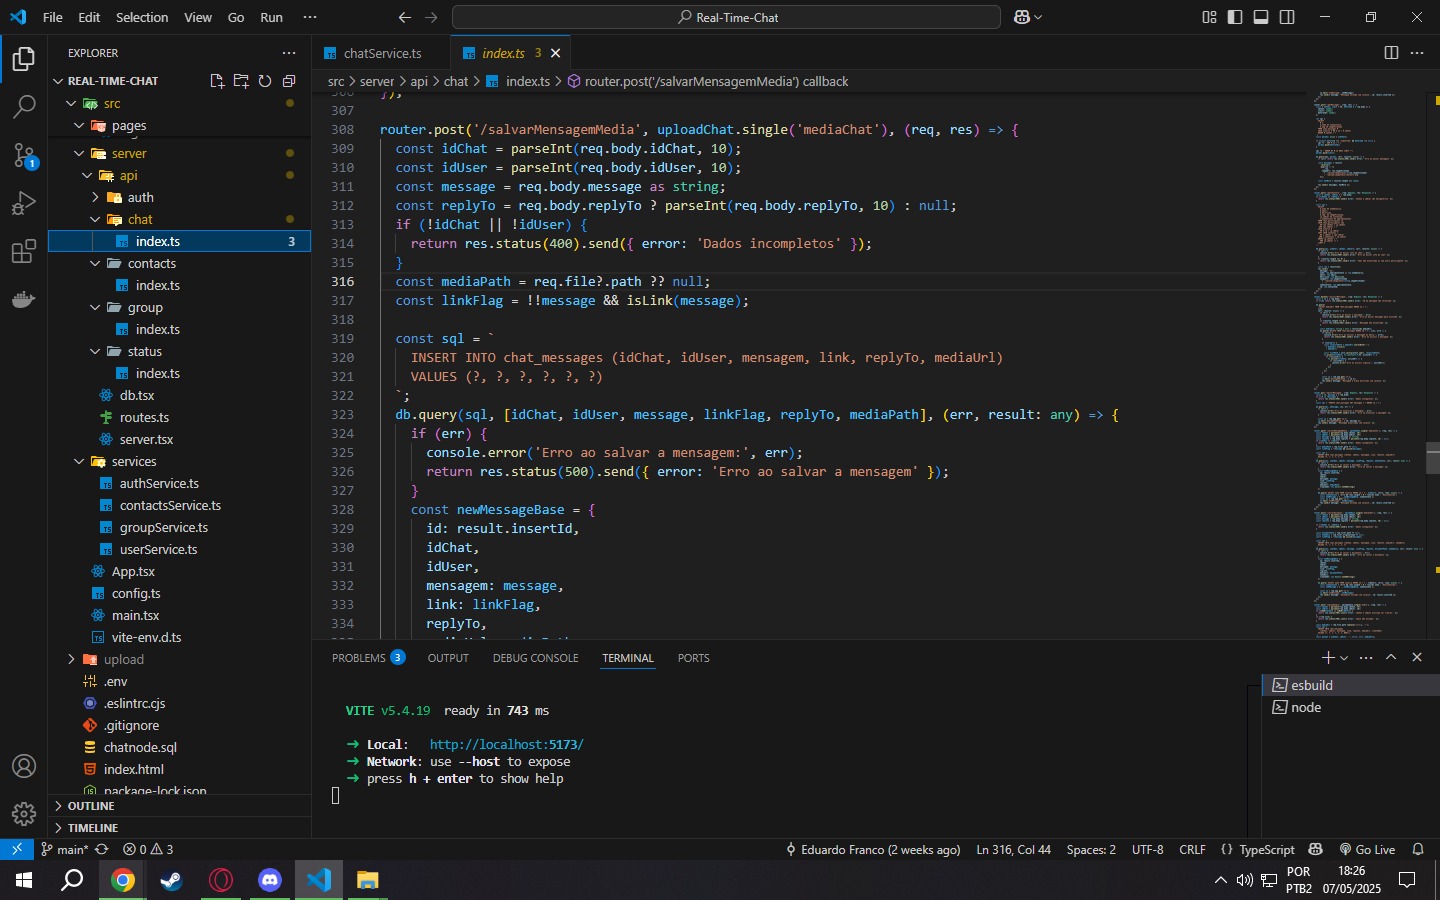 File Edit Selection View Go Run ···
Real-Time-Chat
EXPLORER
REAL-TIME-CHAT
src
pages
server
api
auth
chat
index.ts 3
contacts
index.ts
group
index.ts
status
index.ts
db.tsx
routes.ts
server.tsx
services
authService.ts
contactsService.ts
groupService.ts
userService.ts
App.tsx
config.ts
main.tsx
vite-env.d.ts
upload
.env
.eslintrc.cjs
.gitignore
chatnode.sql
index.html
package-lock.json
OUTLINE
TIMELINE
1
chatService.ts
index.ts 3
src > server > api > chat > index.ts > router.post('/salvarMensagemMedia') callback
306 });
307
308 router.post('/salvarMensagemMedia', uploadChat.single('mediaChat'), (req, res) => {
309 const idChat = parseInt(req.body.idChat, 10);
310 const idUser = parseInt(req.body.idUser, 10);
311 const message = req.body.message as string;
312 const replyTo = req.body.replyTo ? parseInt(req.body.replyTo, 10) : null;
313 if (!idChat || !idUser) {
314 return res.status(400).send({ error: 'Dados incompletos' });
315 }
316 const mediaPath = req.file?.path ?? null;
317 const linkFlag = !!message && isLink(message);
318
319 const sql = `
320 INSERT INTO chat_messages (idChat, idUser, mensagem, link, replyTo, mediaUrl)
321 VALUES (?, ?, ?, ?, ?, ?)
322 `;
323 db.query(sql, [idChat, idUser, message, linkFlag, replyTo, mediaPath], (err, result: any) => {
324 if (err) {
325 console.error('Erro ao salvar a mensagem:', err);
326 return res.status(500).send({ error: 'Erro ao salvar a mensagem' });
327 }
328 const newMessageBase = {
329 id: result.insertId,
330 idChat,
331 idUser,
332 mensagem: message,
333 link: linkFlag,
334 replyTo,
PROBLEMS 3 OUTPUT DEBUG CONSOLE TERMINAL PORTS
VITE v5.4.19 ready in 743 ms
➜ Local: http://localhost:5173/
➜ Network: use --host to expose
➜ press h + enter to show help
esbuild
node
main* 0 3 Eduardo Franco (2 weeks ago) Ln 316, Col 44 Spaces: 2 UTF-8 CRLF {} TypeScript Go Live
POR
PTB2
18:26
07/05/2025